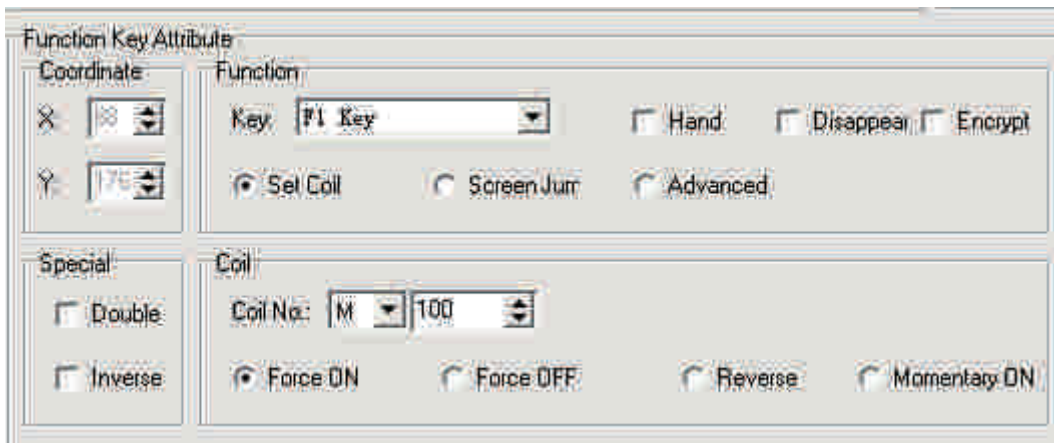 Function Key Attribute
Coordinate
Function
X:
Key: F1 Key
Hand
Disappear
Encrypt
Y:
Set Coil
Screen Jum
Advanced
Special
Coil
Double
Coil No.: M 100
Inverse
Force ON
Force OFF
Reverse
Momentary ON